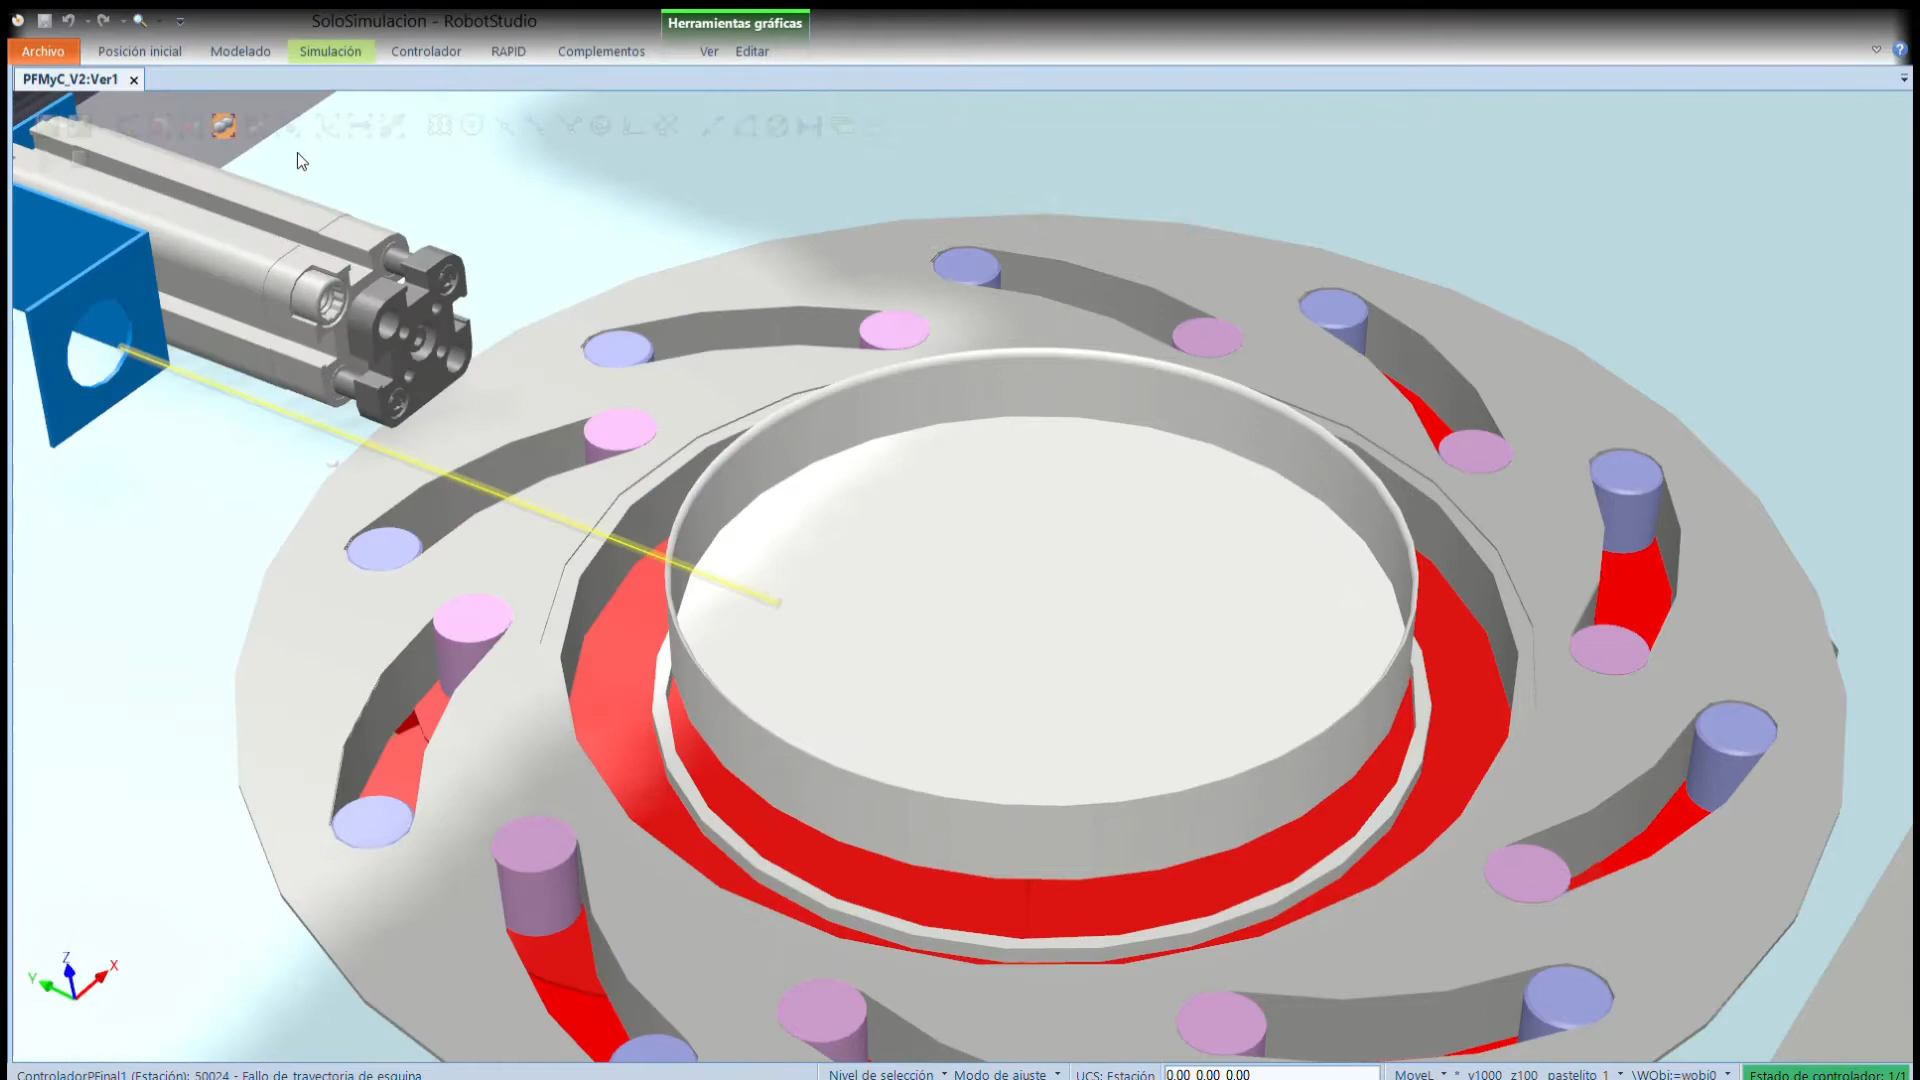 SoloSimulacion - RobotStudio
Herramientas gráficas
Archivo
Posición inicial
Modelado
Simulación
Controlador
RAPID
Complementos
Ver
Editar
PFMyC_V2:Ver1
Z
Y
X
ControladorPFinal1 (Estación): 50024 - Fallo de trayectoria de esquina
Nivel de selección
Modo de ajuste
UCS: Estación
0.00 0.00 0.00
MoveL * v1000 z100 pastelito_1 \WObj:=wobj0
Estado de controlador: 1/1